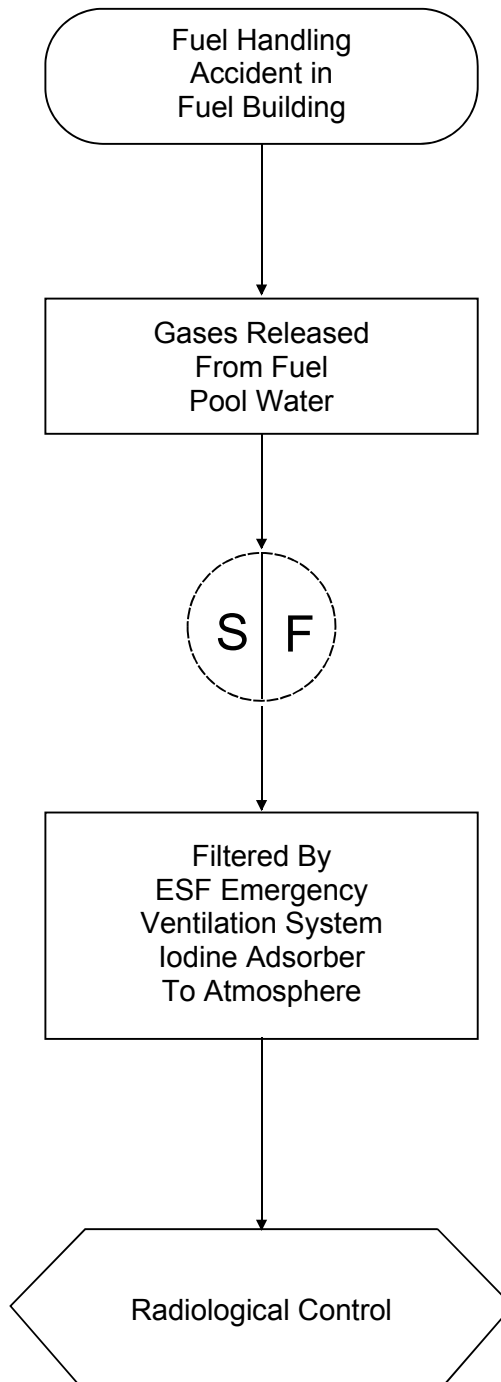 Fuel Handling
Accident in
Fuel Building
Gases Released
From Fuel
Pool Water
S F
Filtered By
ESF Emergency
Ventilation System
Iodine Adsorber
To Atmosphere
Radiological Control